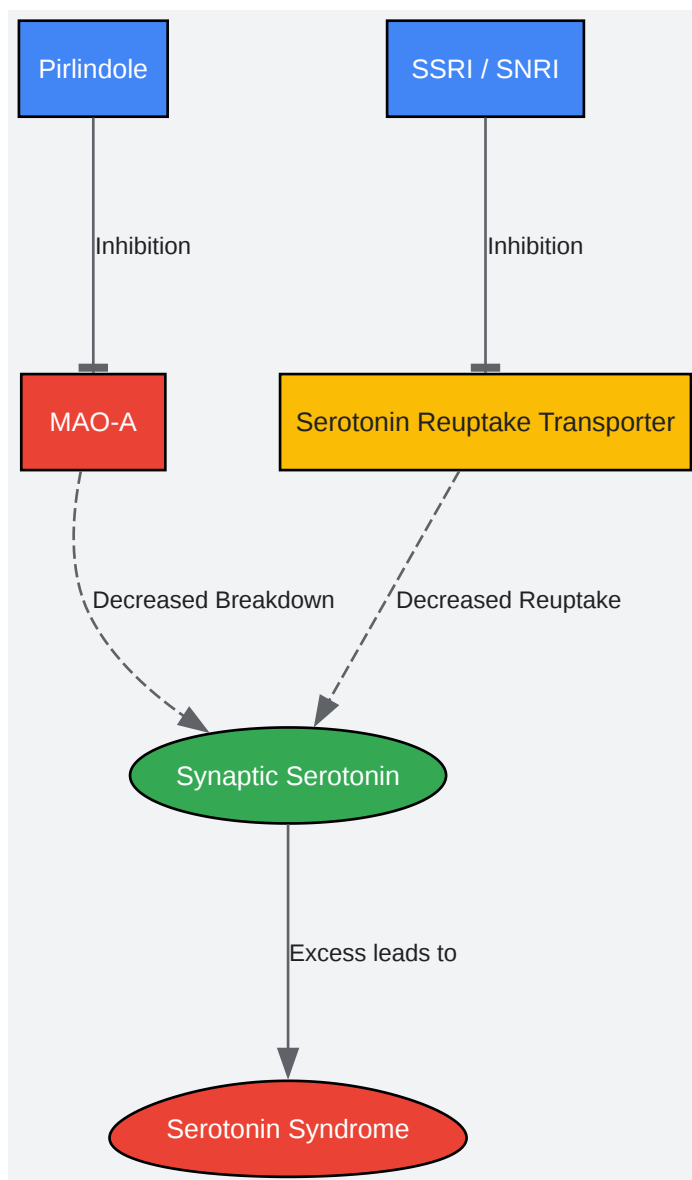 Pirlindole
SSRI / SNRI
Inhibition
Inhibition
MAO-A
Serotonin Reuptake Transporter
Decreased Breakdown
Decreased Reuptake
Synaptic Serotonin
Excess leads to
Serotonin Syndrome